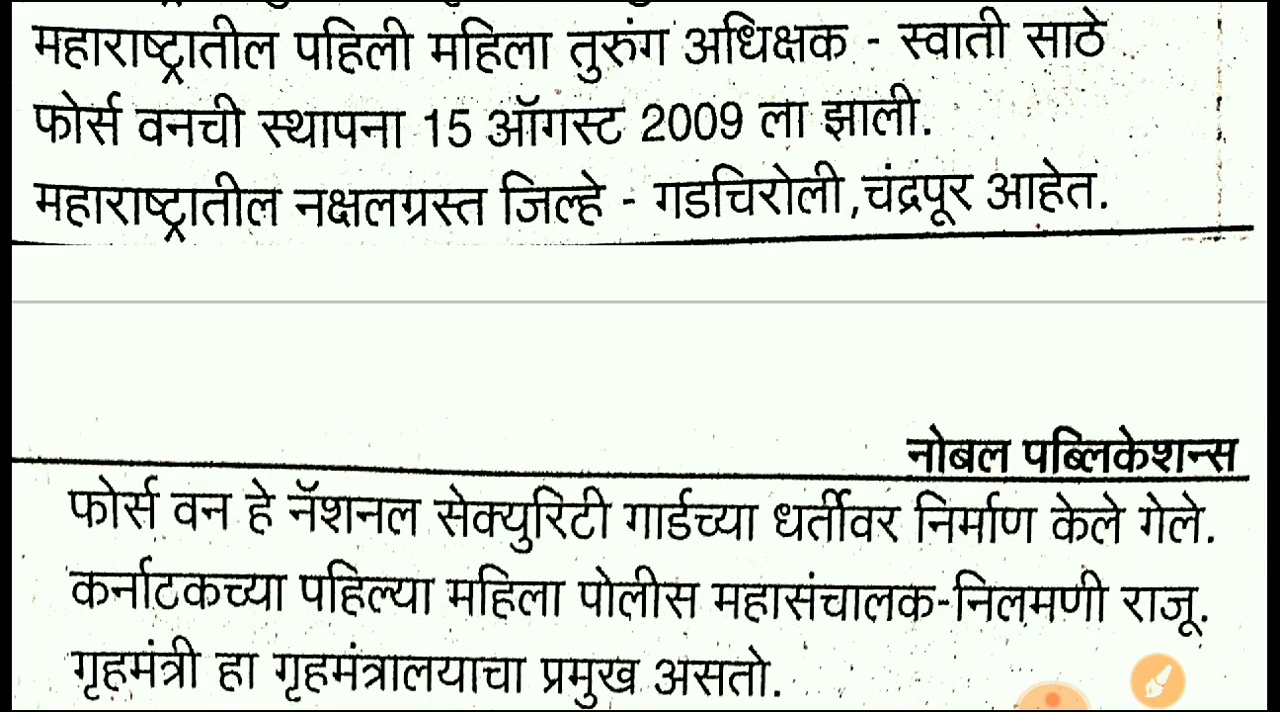 महाराष्ट्रातील पहिली महिला तुरुंग अधिक्षक - स्वाती साठे
फोर्स वनची स्थापना 15 ऑगस्ट 2009 ला झाली.
महाराष्ट्रातील नक्षलग्रस्त जिल्हे - गडचिरोली,चंद्रपूर आहेत.
नोबल पब्लिकेशन्स
फोर्स वन हे नॅशनल सेक्युरिटी गार्डच्या धर्तीवर निर्माण केले गेले.
कर्नाटकच्या पहिल्या महिला पोलीस महासंचालक-निलमणी राजू.
गृहमंत्री हा गृहमंत्रालयाचा प्रमुख असतो.